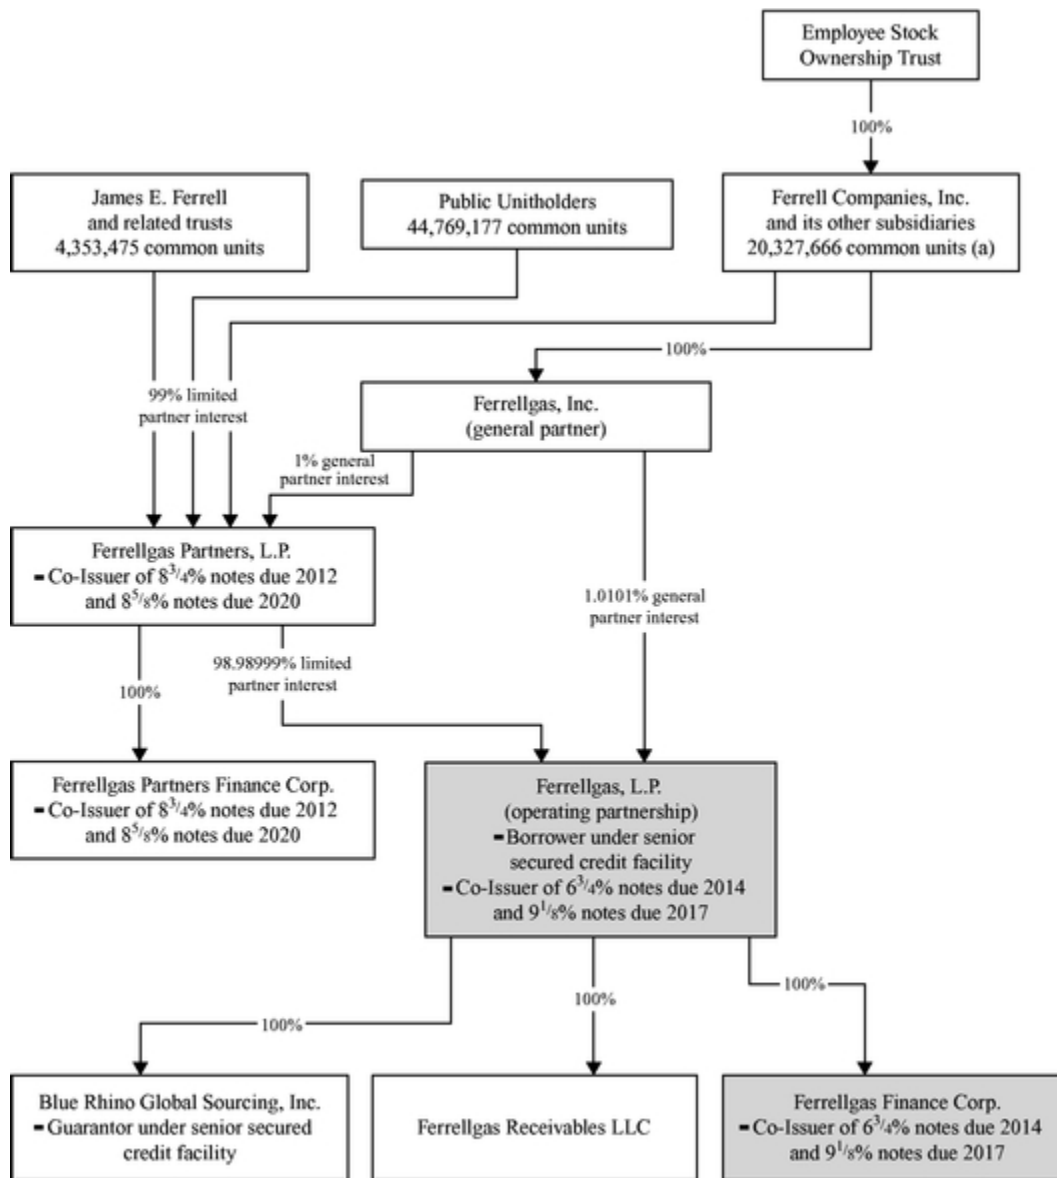 Employee Stock
Ownership Trust
100%
James E. Ferrell
and related trusts
4,353,475 common units
Public Unitholders
44,769,177 common units
Ferrell Companies, Inc.
and its other subsidiaries
20,327,666 common units (a)
100%
99% limited
partner interest
Ferrellgas, Inc.
(general partner)
1% general
partner interest
Ferrellgas Partners, L.P.
-Co-Issuer of 8 3/4% notes due 2012
and 8 5/8% notes due 2020
1.0101% general
partner interest
98.98999% limited
partner interest
100%
Ferrellgas Partners Finance Corp.
-Co-Issuer of 8 3/4% notes due 2012
and 8 5/8% notes due 2020
Ferrellgas, L.P.
(operating partnership)
-Borrower under senior
secured credit facility
-Co-Issuer of 6 3/4% notes due 2014
and 9 1/8% notes due 2017
100%
100%
100%
Blue Rhino Global Sourcing, Inc.
-Guarantor under senior secured
credit facility
Ferrellgas Receivables LLC
Ferrellgas Finance Corp.
-Co-Issuer of 6 3/4% notes due 2014
and 9 1/8% notes due 2017